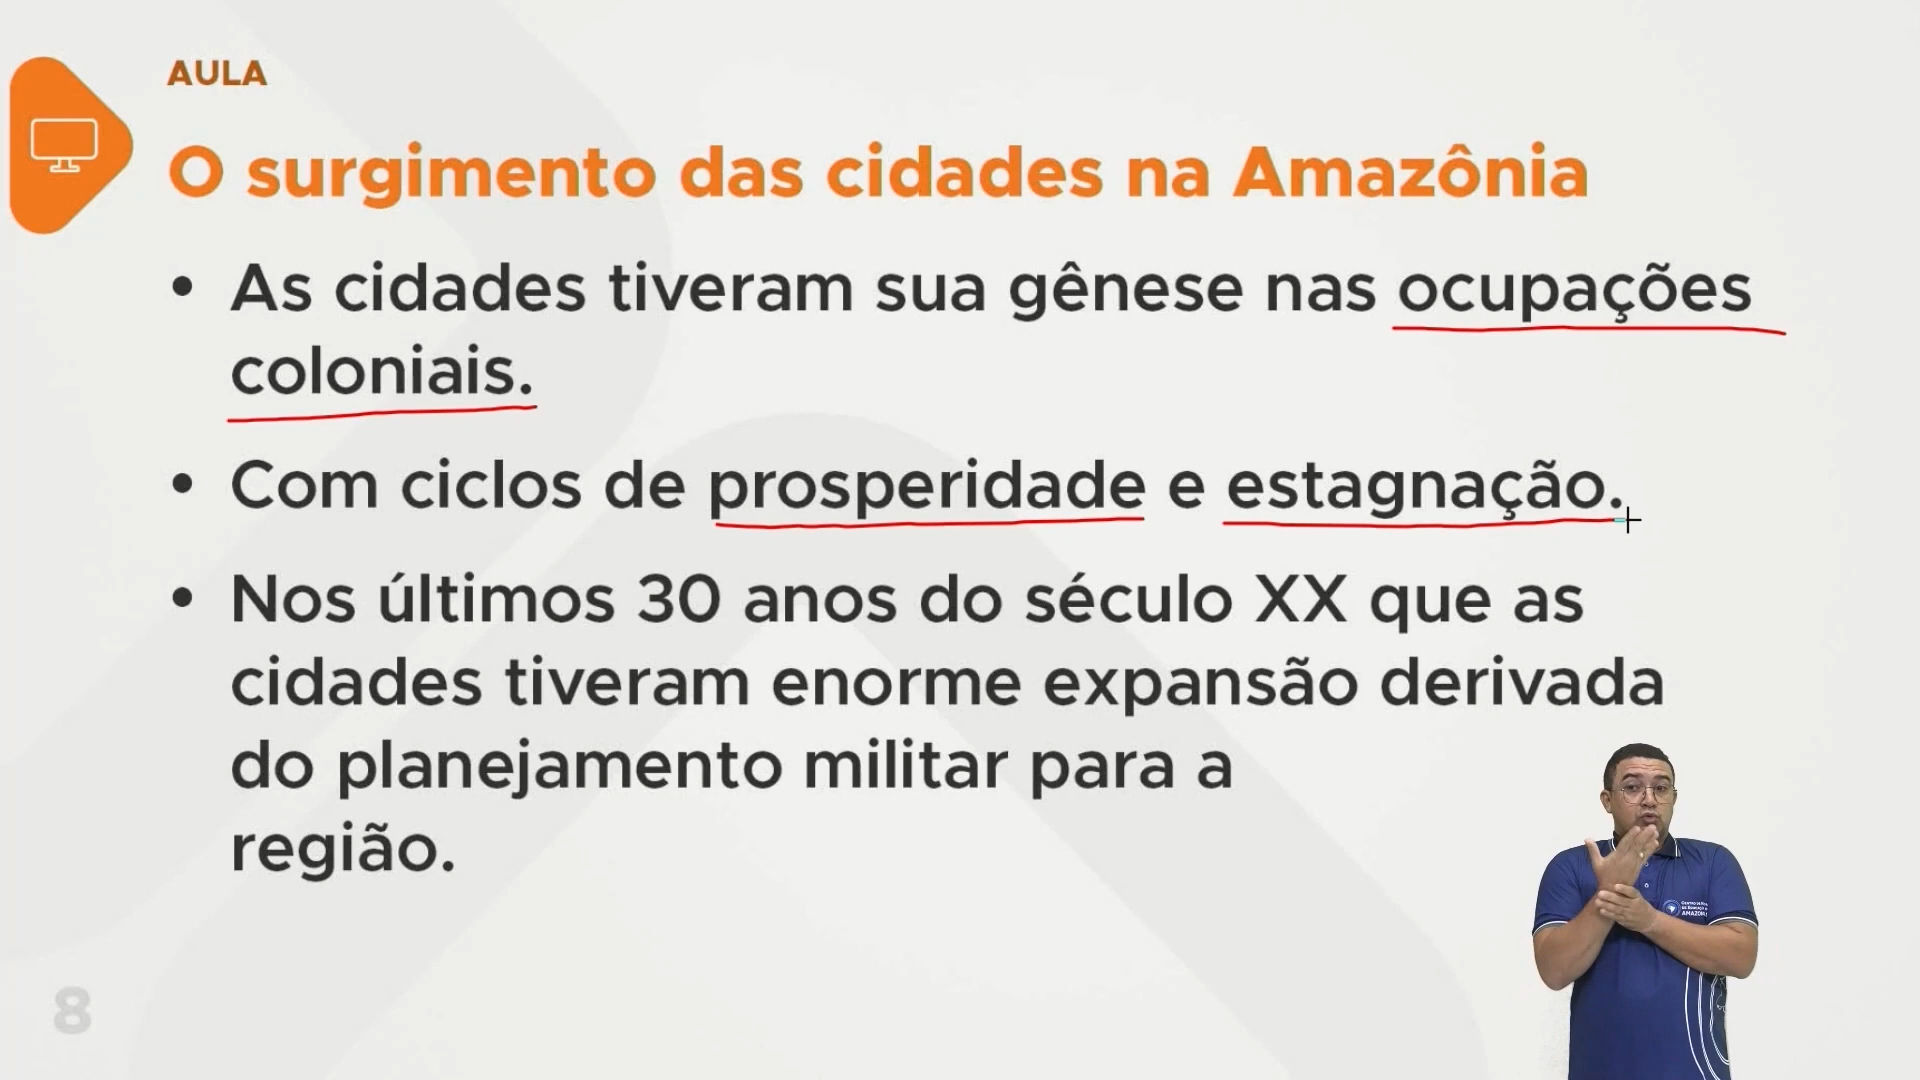 AULA
O surgimento das cidades na Amazônia
• As cidades tiveram sua gênese nas ocupações
coloniais.
• Com ciclos de prosperidade e estagnação.
• Nos últimos 30 anos do século XX que as
cidades tiveram enorme expansão derivada
do planejamento militar para a
região.
8